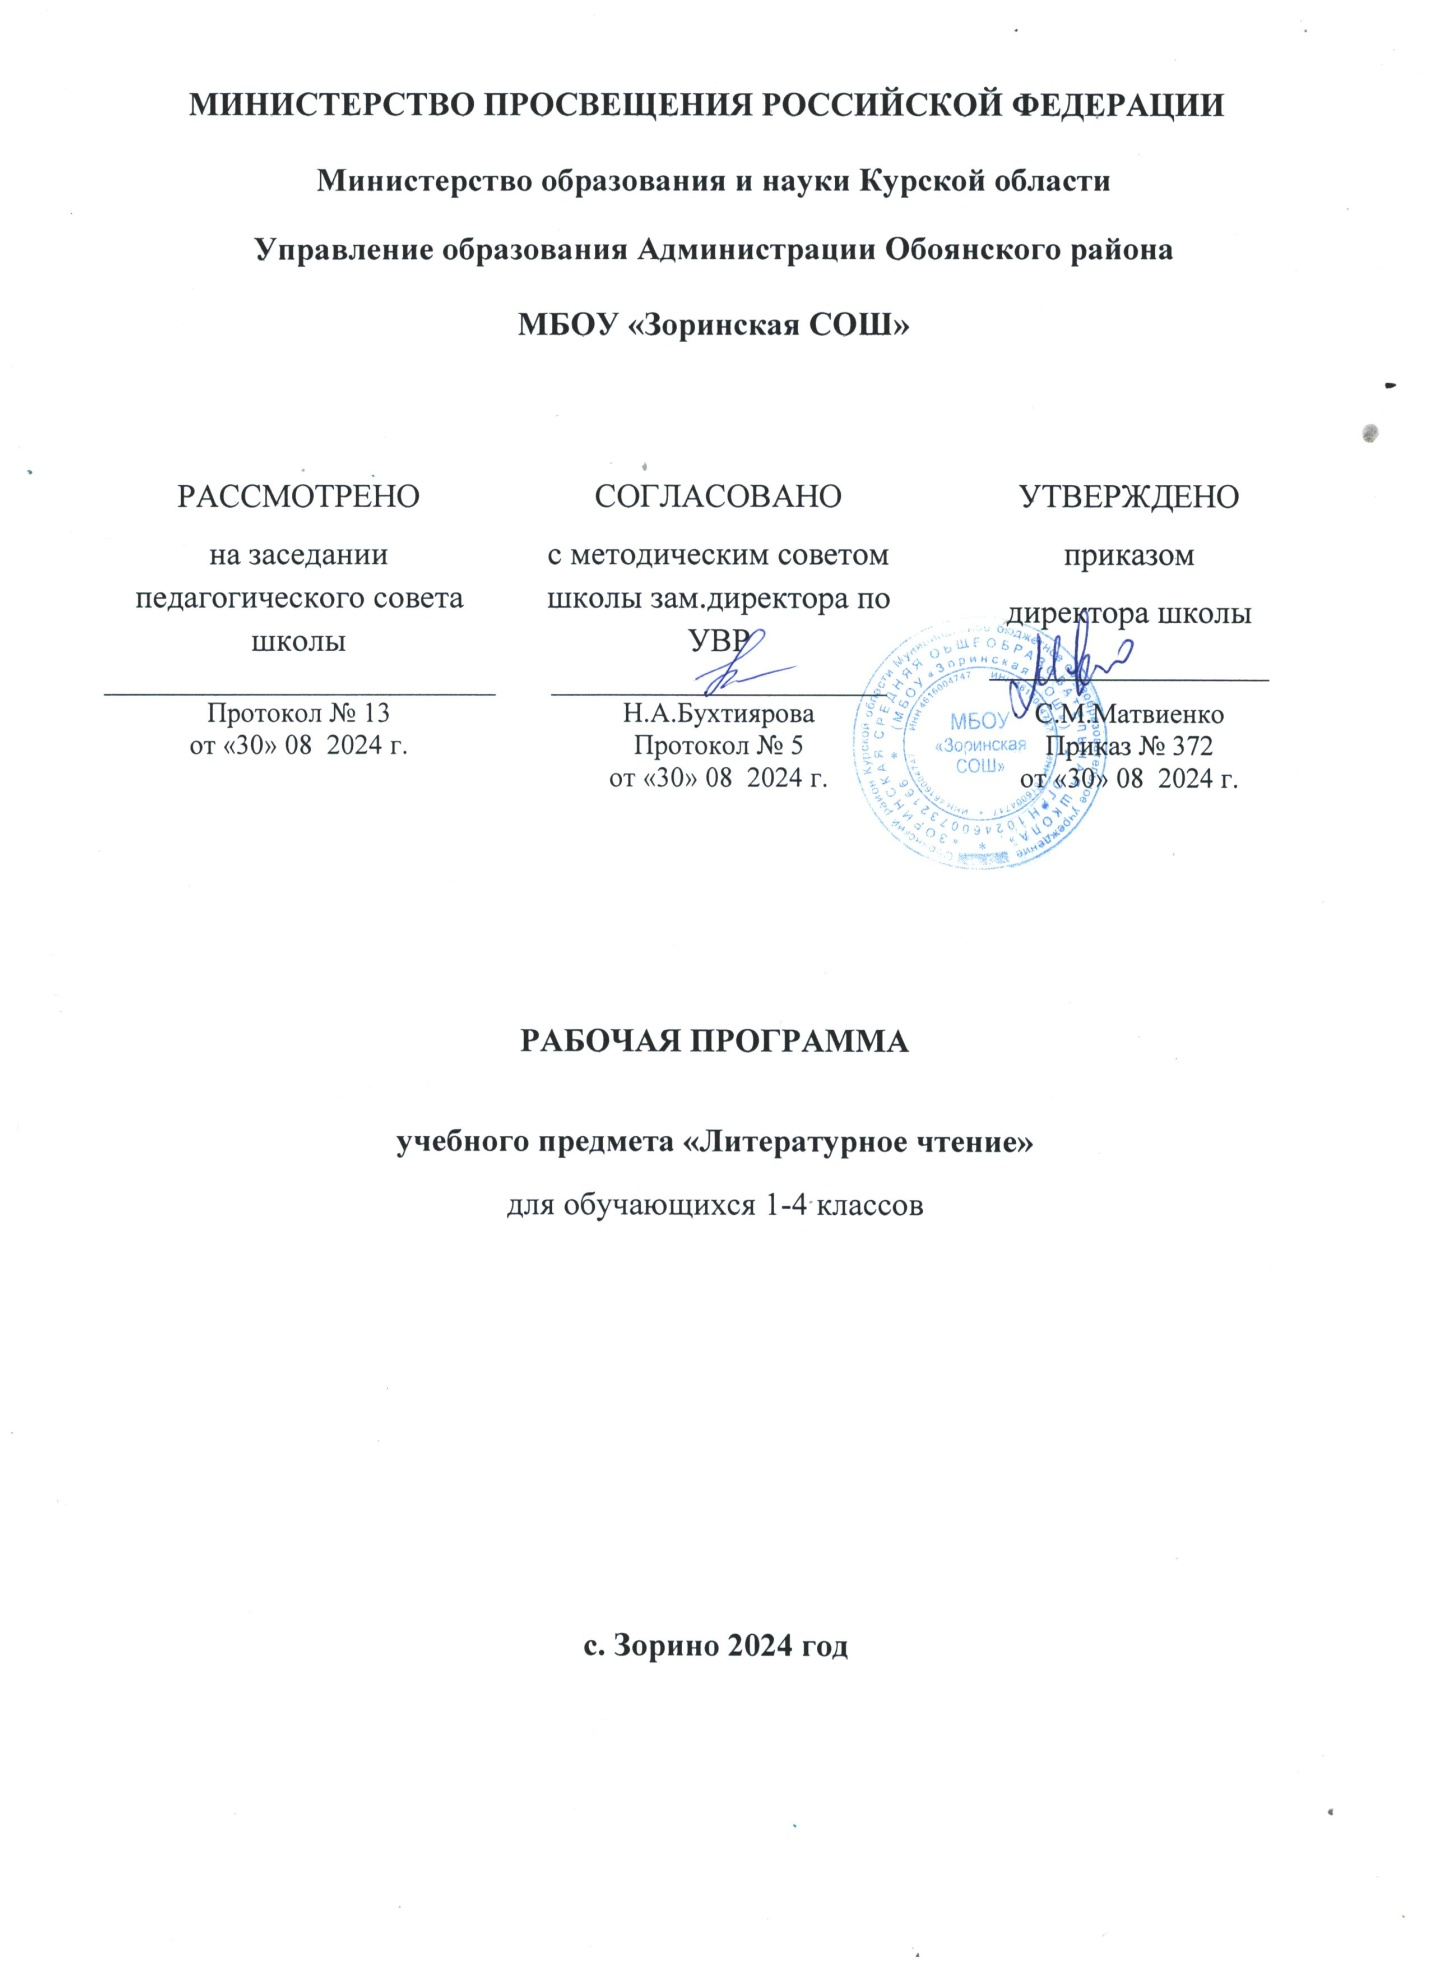 МИНИСТЕРСТВО ПРОСВЕЩЕНИЯ РОССИЙСКОЙ ФЕДЕРАЦИИ
Министерство образования и науки Курской области
Управление образования Администрации Обоянского района
МБОУ «Зоринская СОШ»
РАССМОТРЕНО
на заседании
педагогического совета
школы
Протокол № 13
от «30» 08 2024 г.
СОГЛАСОВАНО
с методическим советом
школы зам.директора по
УВР
Н.А.Бухтиярова
Протокол № 5
от «30» 08 2024 г.
УТВЕРЖДЕНО
приказом
директора школы
С.М.Матвиенко
Приказ № 372
от «30» 08 2024 г.
МБОУ
«Зоринская
СОШ»
РАБОЧАЯ ПРОГРАММА
учебного предмета «Литературное чтение»
для обучающихся 1-4 классов
с. Зорино 2024 год